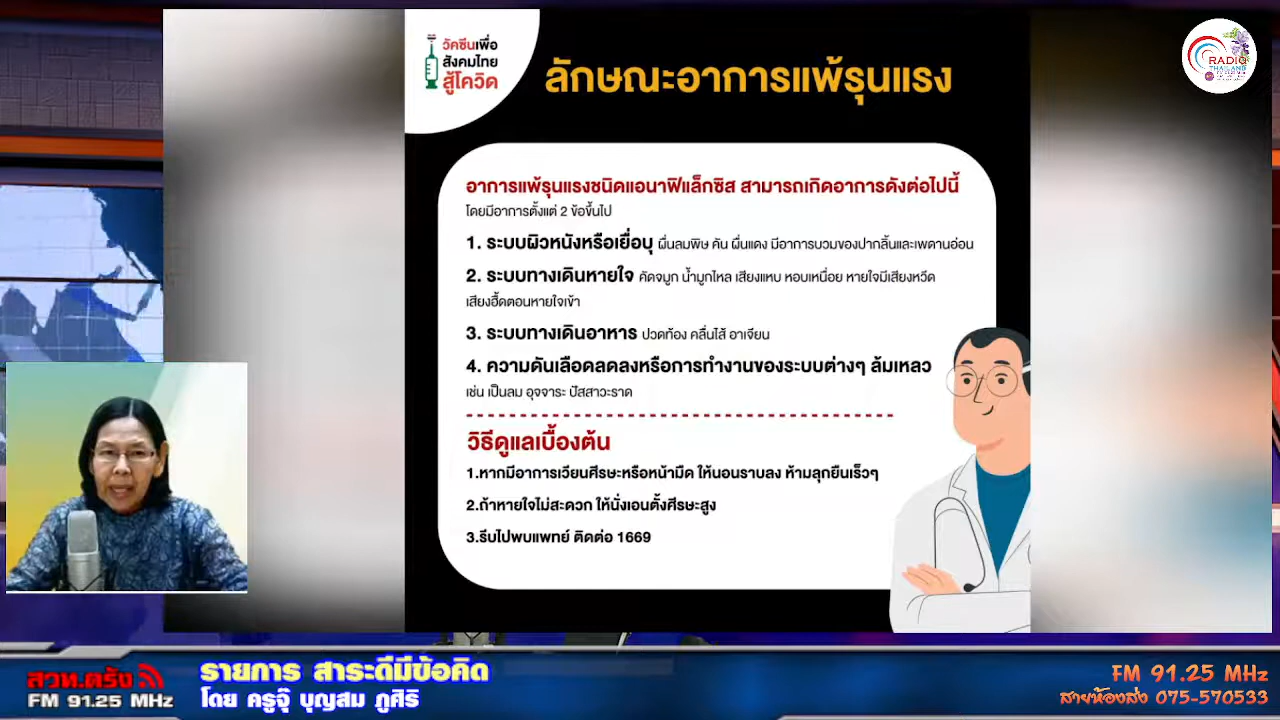 วัคซีนเพื่อ
สังคมไทย
สู้โควิด
ลักษณะอาการแพ้รุนแรง
RADIO
THAILAND
อาการแพ้รุนแรงชนิดแอนาฟิแล็กซิส สามารถเกิดอาการดังต่อไปนี้
โดยมีอาการตั้งแต่ 2 ข้อขึ้นไป
1. ระบบผิวหนังหรือเยื่อบุ ผื่นลมพิษ คัน ผื่นแดง มีอาการบวมของปากลิ้นและเพดานอ่อน
2. ระบบทางเดินหายใจ คัดจมูก น้ำมูกไหล เสียงแหบ หอบเหนื่อย หายใจมีเสียงหวีด
เสียงฮื้ดตอนหายใจเข้า
3. ระบบทางเดินอาหาร ปวดท้อง คลื่นไส้ อาเจียน
4. ความดันเลือดลดลงหรือการทำงานของระบบต่างๆ ล้มเหลว
เช่น เป็นลม อุจจาระ ปัสสาวะราด
วิธีดูแลเบื้องต้น
1.หากมีอาการเวียนศีรษะหรือหน้ามืด ให้นอนราบลง ห้ามลุกยืนเร็วๆ
2.ถ้าหายใจไม่สะดวก ให้นั่งเอนตั้งศีรษะสูง
3.รีบไปพบแพทย์ ติดต่อ 1669
สวท.ตรัง
FM 91.25 MHz
รายการ สาระดีมีข้อคิด
โดย ครูจุ๊ บุญสม ภูศิริ
FM 91.25 MHz
สายห้องส่ง 075-570533